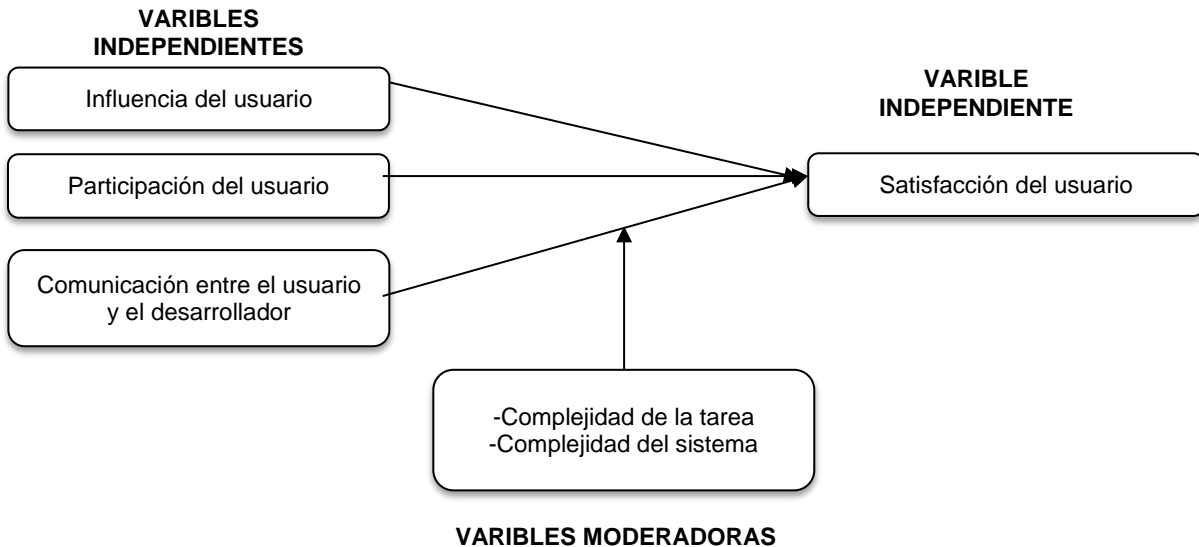 VARIBLES
INDEPENDIENTES
Influencia del usuario
Participación del usuario
Comunicación entre el usuario
y el desarrollador
VARIBLE
INDEPENDIENTE
Satisfacción del usuario
-Complejidad de la tarea
-Complejidad del sistema
VARIBLES MODERADORAS